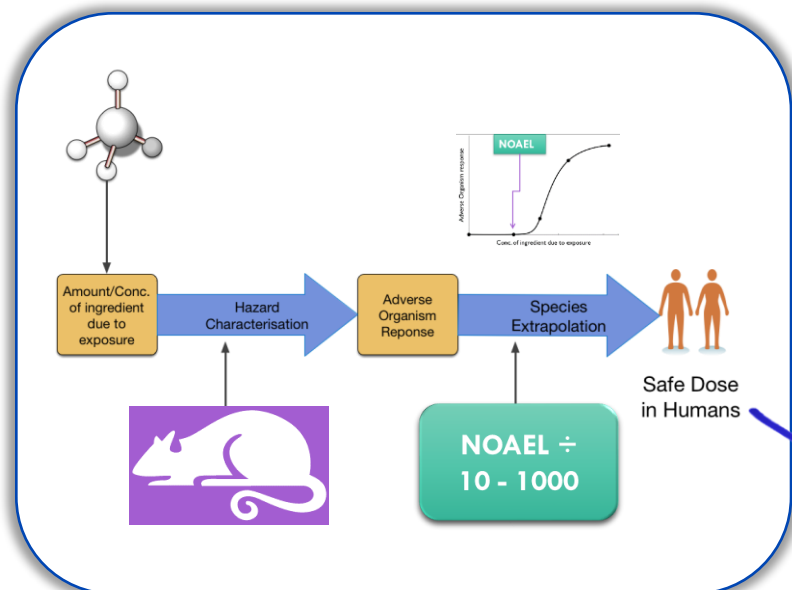 NOAEL
Adverse Organism response
Conc. of ingredient due to exposure
Amount/Conc.
of ingredient
due to
exposure
Hazard
Characterisation
Adverse
Organism
Reponse
Species
Extrapolation
Safe Dose
in Humans
NOAEL ÷
10 - 1000